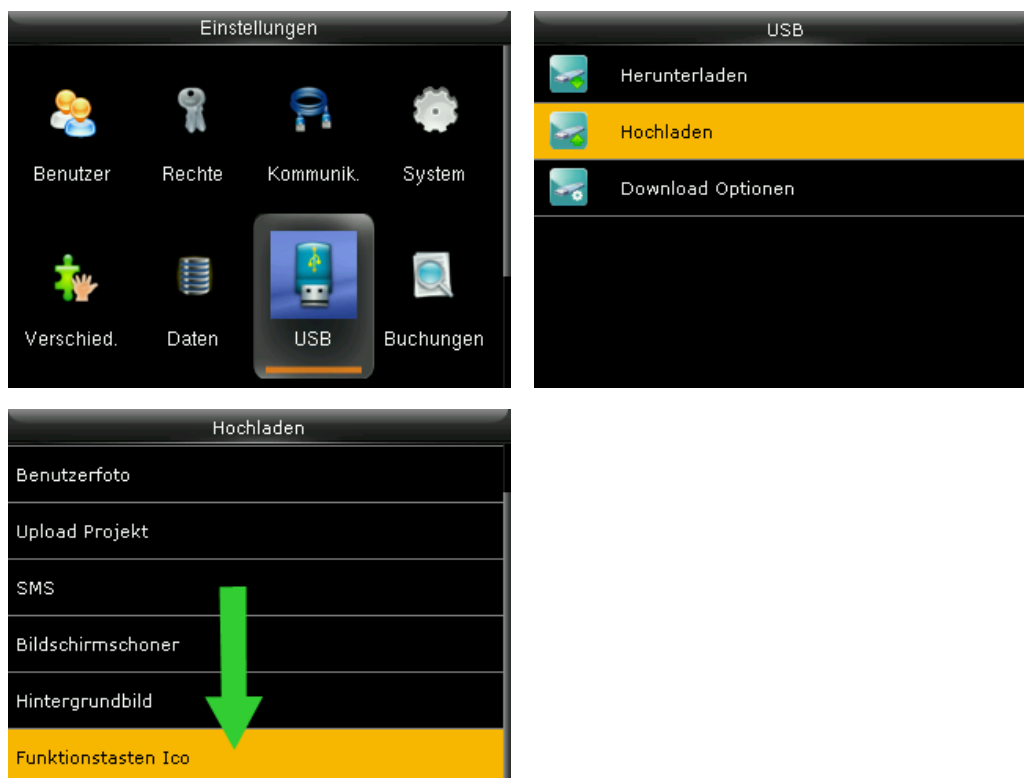 Einstellungen
Benutzer
Rechte
Kommunik.
System
Verschied.
Daten
USB
Buchungen
USB
Herunterladen
Hochladen
Download Optionen
Hochladen
Benutzerfoto
Upload Projekt
SMS
Bildschirmschoner
Hintergrundbild
Funktionstasten Ico